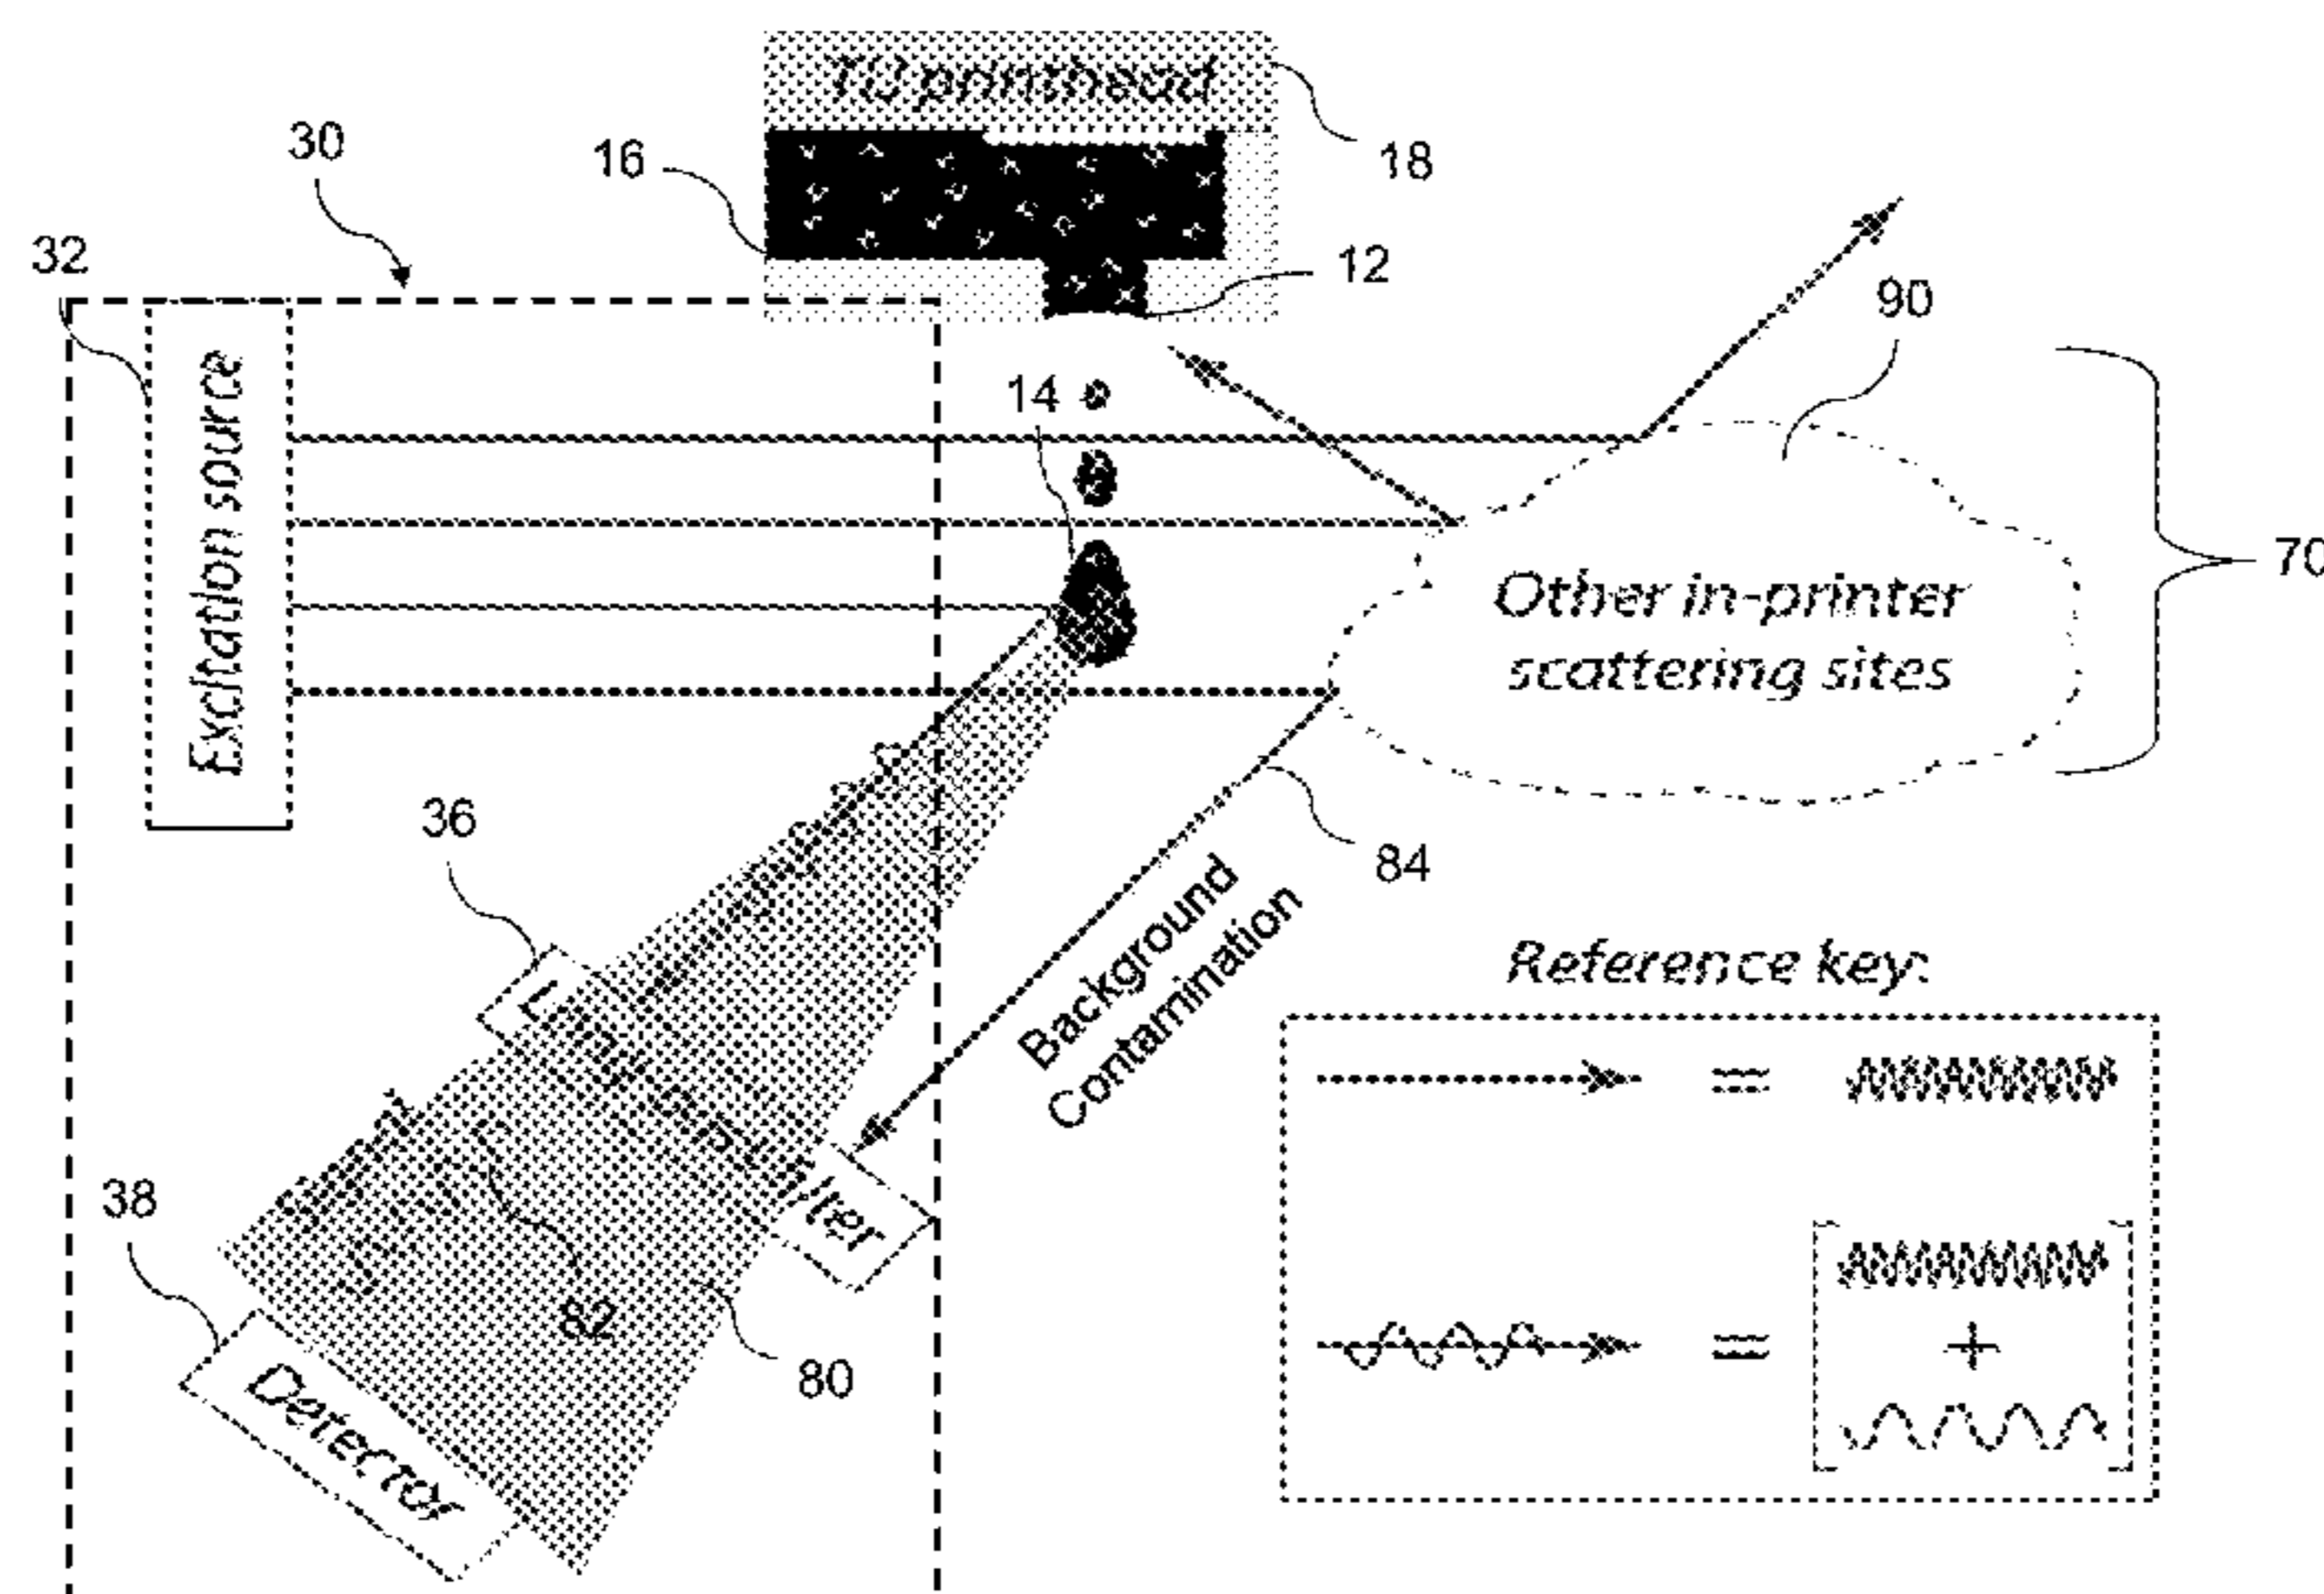 TIJ printhead
30
16
18
32
12
90
14
Excitation source
70
Other in-printer
scattering sites
36
84
Background
Contamination
Reference key:
=
38
82
80
Detector
=
+